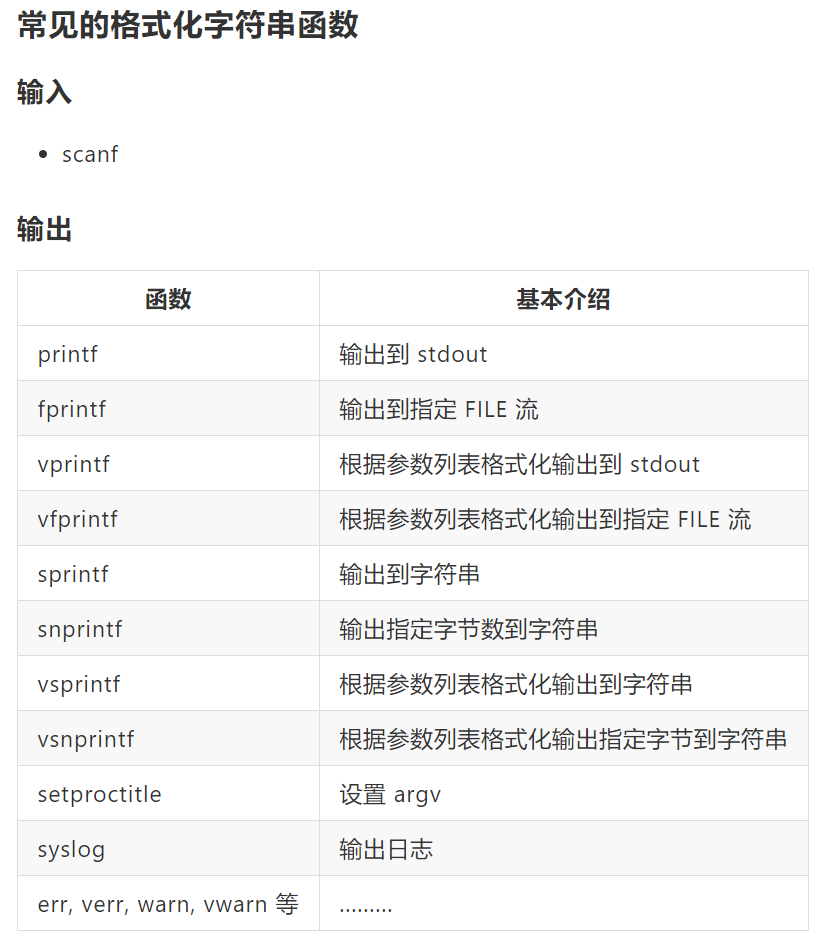 常见的格式化字符串函数
输入
scanf
输出
函数 基本介绍
printf 输出到 stdout
fprintf 输出到指定 FILE 流
vprintf 根据参数列表格式化输出到 stdout
vfprintf 根据参数列表格式化输出到指定 FILE 流
sprintf 输出到字符串
snprintf 输出指定字节数到字符串
vsprintf 根据参数列表格式化输出到字符串
vsnprintf 根据参数列表格式化输出指定字节到字符串
setproctitle 设置 argv
syslog 输出日志
err, verr, warn, vwarn 等 .........